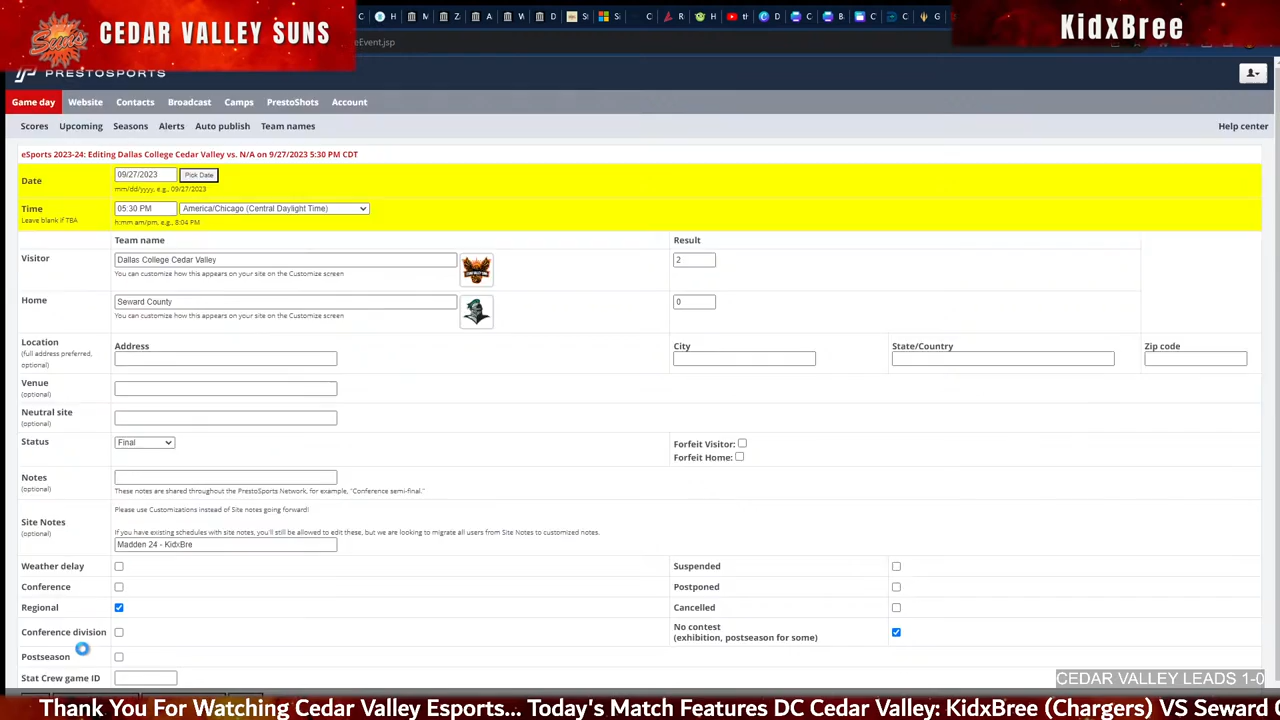 CEDAR VALLEY SUNS
KidxBree
eEvent.jsp
PRESTOSPORTS
Game day Website Contacts Broadcast Camps PrestoShots Account
Scores Upcoming Seasons Alerts Auto publish Team names Help center
eSports 2023-24: Editing Dallas College Cedar Valley vs. N/A on 9/27/2023 5:30 PM CDT
Date 09/27/2023 Pick Date
mm/dd/yyyy, e.g., 09/27/2023
Time 05:30 PM America/Chicago (Central Daylight Time)
Leave blank if TBA h:mm am/pm, e.g., 8:04 PM
Team name Result
Visitor Dallas College Cedar Valley 2
You can customize how this appears on your site on the Customize screen
Home Seward County 0
You can customize how this appears on your site on the Customize screen
Location Address City State/Country Zip code
(full address preferred,
optional)
Venue
(optional)
Neutral site
(optional)
Status Final Forfeit Visitor:
Forfeit Home:
Notes
(optional) These notes are shared throughout the PrestoSports Network, for example, "Conference semi-final."
Please use Customizations instead of Site notes going forward!
Site Notes
(optional) If you have existing schedules with site notes, you'll still be allowed to edit these, but we are looking to migrate all users from Site Notes to customized notes.
Madden 24 - KidxBre
Weather delay Suspended
Conference Postponed
Regional Cancelled
Conference division No contest
(exhibition, postseason for some)
Postseason
Stat Crew game ID
CEDAR VALLEY LEADS 1-0
Thank You For Watching Cedar Valley Esports... Today's Match Features DC Cedar Valley: KidxBree (Chargers) VS Seward